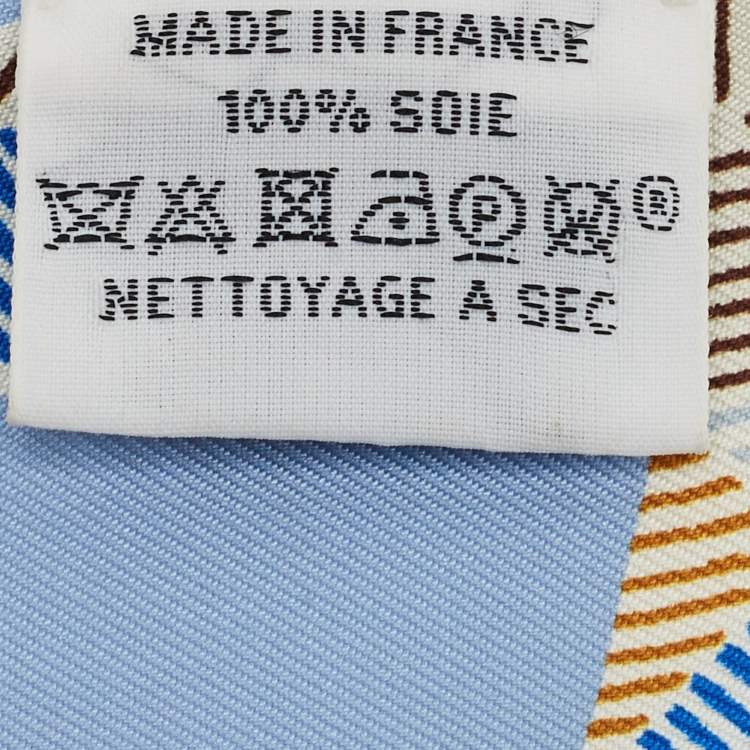 MADE IN FRANCE
100% SOIE
P W ®
NETTOYAGE A SEC